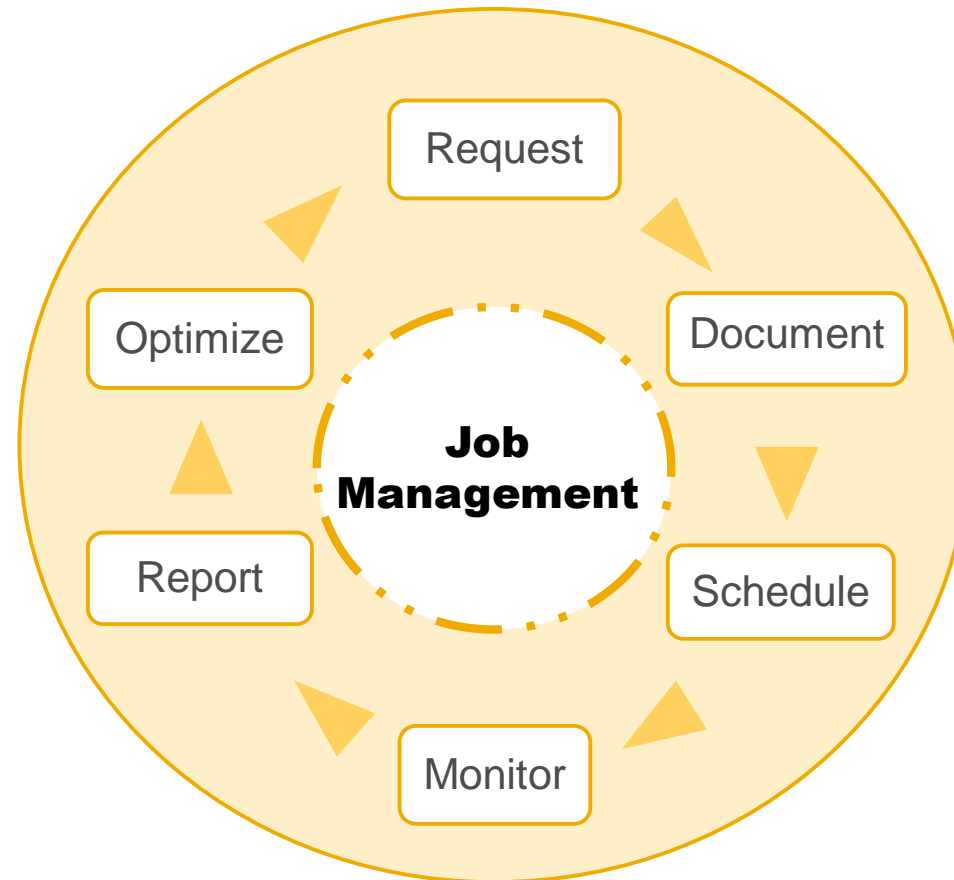 Request
Document
Schedule
Monitor
Report
Optimize
Job
Management